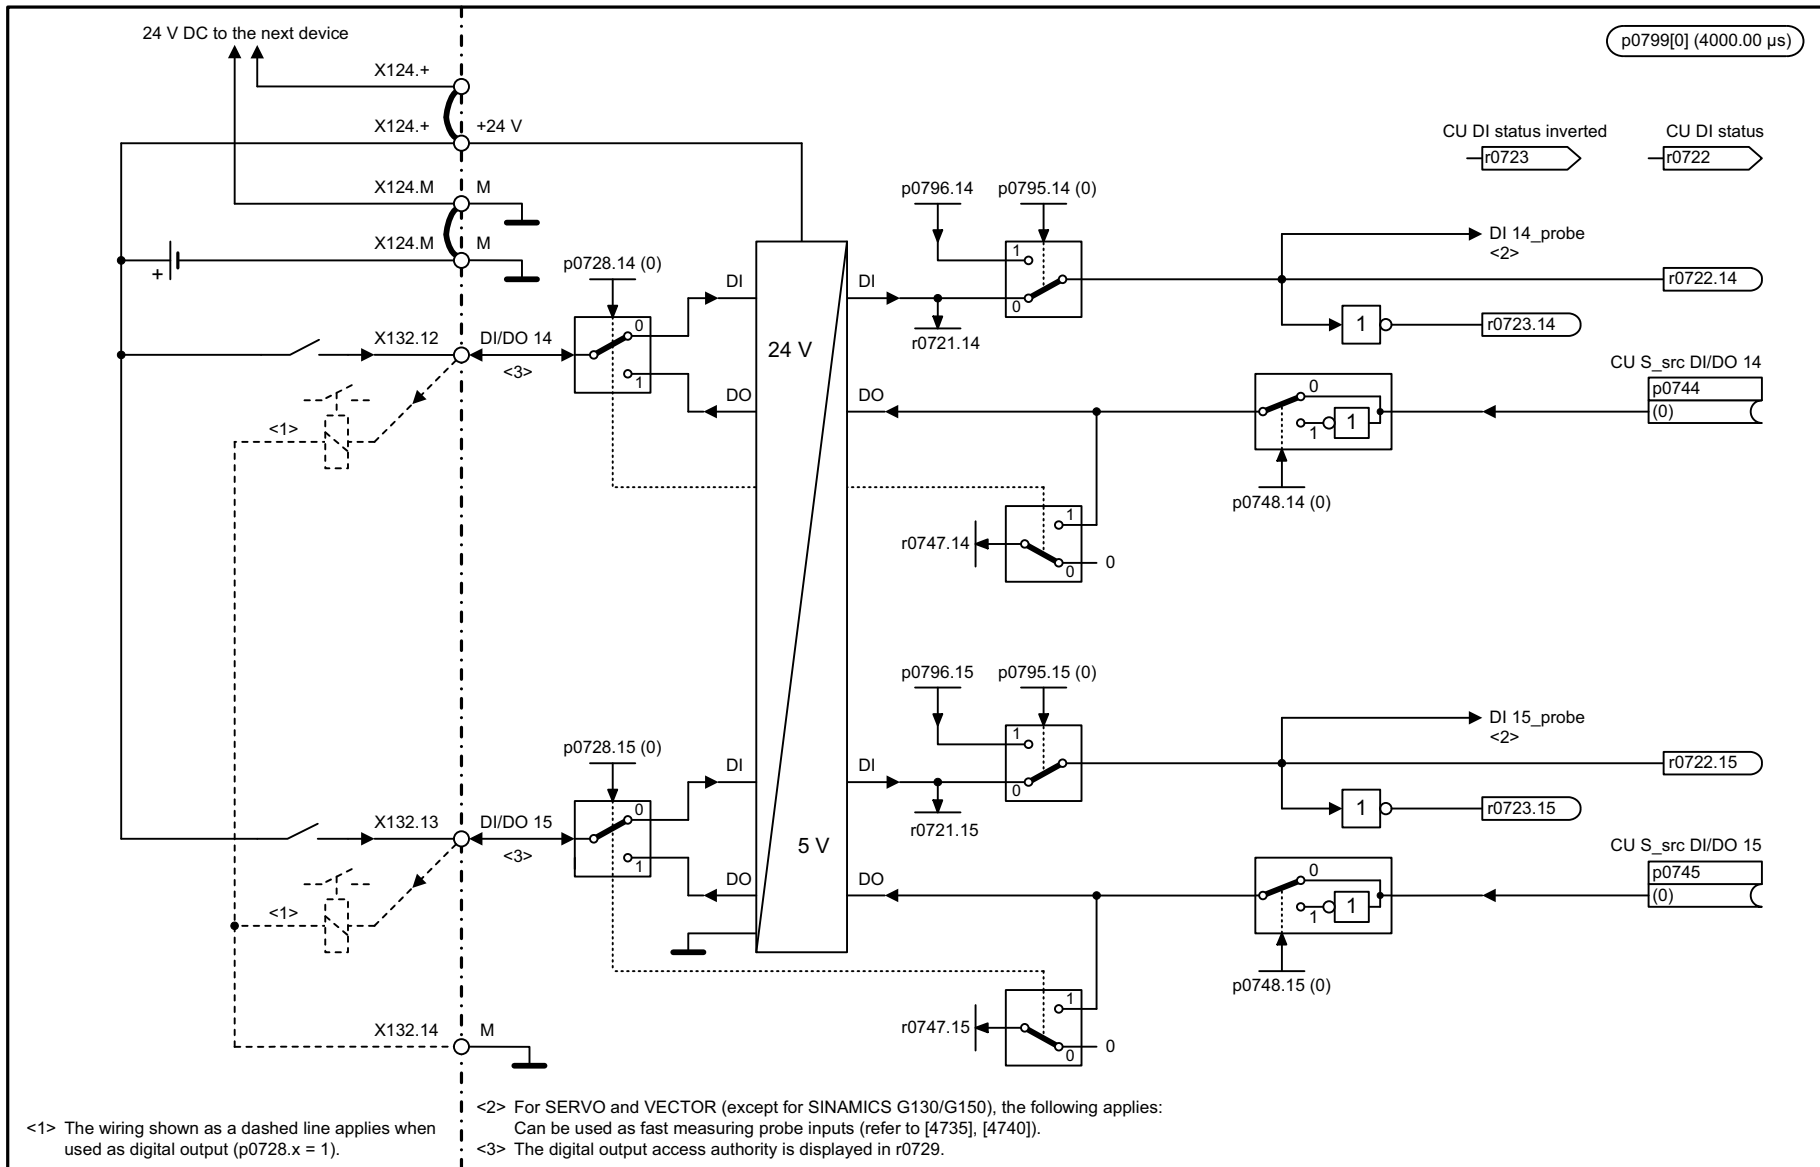 24 V DC to the next device
p0799[0] (4000.00 µs)
X124.+
X124.+
+24 V
CU DI status inverted
CU DI status
r0723
r0722
X124.M
M
p0796.14
p0795.14 (0)
X124.M
M
DI 14_probe
<2>
+
p0728.14 (0)
DI
DI
1
0
r0722.14
X132.12
DI/DO 14
<3>
0
1
24 V
r0721.14
1
r0723.14
CU S_src DI/DO 14
p0744
(0)
DO
DO
0
1
1
<1>
p0748.14 (0)
r0747.14
1
0
0
p0796.15
p0795.15 (0)
DI 15_probe
<2>
p0728.15 (0)
DI
DI
1
0
r0722.15
X132.13
DI/DO 15
<3>
0
1
5 V
r0721.15
1
r0723.15
CU S_src DI/DO 15
p0745
(0)
DO
DO
0
1
1
<1>
p0748.15 (0)
r0747.15
1
0
0
X132.14
M
<1> The wiring shown as a dashed line applies when
used as digital output (p0728.x = 1).
<2> For SERVO and VECTOR (except for SINAMICS G130/G150), the following applies:
Can be used as fast measuring probe inputs (refer to [4735], [4740]).
<3> The digital output access authority is displayed in r0729.